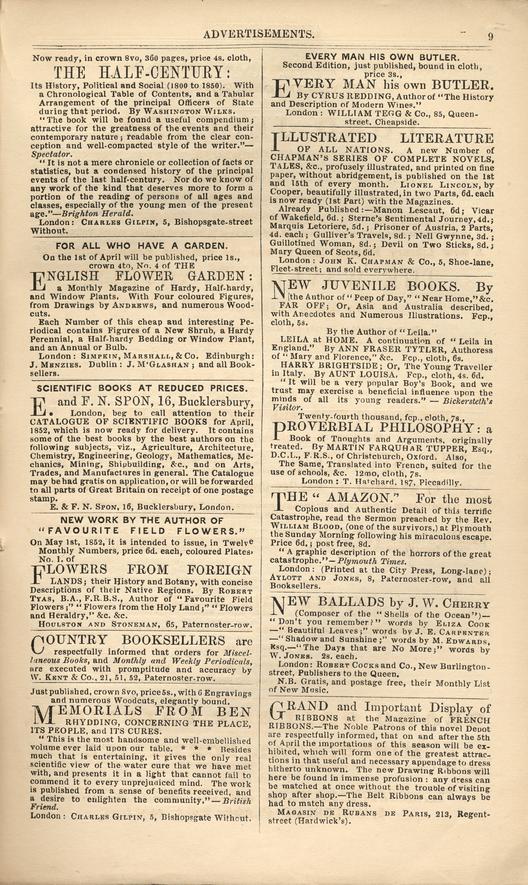 ADVERTISEMENTS.
9
Now ready, in crown 8vo, 360 pages, price 4s. cloth,
THE HALF-CENTURY:
Its History, Political and Social (1800 to 1850). With
a Chronological Table of Contents, and a Tabular
Arrangement of the principal Officers of State
during that period. By WASHINGTON WILKS.
"The book will be found a useful compendium;
attractive for the greatness of the events and their
contemporary nature; readable from the clear con-
ception and well-compacted style of the writer."—
Spectator.
"It is not a mere chronicle or collection of facts or
statistics, but a condensed history of the principal
events of the last half-century. Nor do we know of
any work of the kind that deserves more to form a
portion of the reading of persons of all ages and
classes, especially of the young men of the present
age."—Brighton Herald.
London: CHARLES GILPIN, 5, Bishopsgate-street
Without.
FOR ALL WHO HAVE A GARDEN.
On the 1st of April will be published, price 1s.,
crown 4to, No. 4 of THE
ENGLISH FLOWER GARDEN:
a Monthly Magazine of Hardy, Half-hardy,
and Window Plants. With Four coloured Figures,
from Drawings by ANDREWS, and numerous Wood-
cuts.
Each Number of this cheap and interesting Pe-
riodical contains Figures of a New Shrub, a Hardy
Perennial, a Half-hardy Bedding or Window Plant,
and an Annual or Bulb.
London: SIMPKIN, MARSHALL, & Co. Edinburgh:
J. MENZIES. Dublin: J. M'GLASHAN; and all Book-
sellers.
SCIENTIFIC BOOKS AT REDUCED PRICES.
E. and F. N. SPON, 16, Bucklersbury,
London, beg to call attention to their
CATALOGUE OF SCIENTIFIC BOOKS for April,
1852, which is now ready for delivery. It contains
some of the best books by the best authors on the
following subjects, viz., Agriculture, Architecture,
Chemistry, Engineering, Geology, Mathematics, Me-
chanics, Mining, Shipbuilding, &c., and on Arts,
Trades, and Manufactures in general. The Catalogue
may be had gratis on application, or will be forwarded
to all parts of Great Britain on receipt of one postage
stamp.
E. & F. N. SPON, 16, Bucklersbury, London.
NEW WORK BY THE AUTHOR OF
"FAVOURITE FIELD FLOWERS."
On May 1st, 1852, it is intended to issue, in Twelve
Monthly Numbers, price 6d. each, coloured Plates,
No. 1. of
FLOWERS FROM FOREIGN
LANDS; their History and Botany, with concise
Descriptions of their Native Regions. By ROBERT
TYAS, B.A., F.R.B.S., Author of "Favourite Field
Flowers;" "Flowers from the Holy Land;" "Flowers
and Heraldry," &c. &c.
HOULSTON AND STONEMAN, 65, Paternoster-row.
COUNTRY BOOKSELLERS are
respectfully informed that orders for Miscel-
laneous Books, and Monthly and Weekly Periodicals,
are executed with promptitude and accuracy by
W. KENT & Co., 21, 51, 52, Paternoster-row.
Just published, crown 8vo, price 5s., with 6 Engravings
and numerous Woodcuts, elegantly bound,
MEMORIALS FROM BEN
RHYDDING, CONCERNING THE PLACE,
ITS PEOPLE, AND ITS CURES.
"This is the most handsome and well-embellished
volume ever laid upon our table. * * * Besides
much that is entertaining, it gives the only real
scientific view of the water cure that we have met
with, and presents it in a light that cannot fail to
commend it to every unprejudiced mind. The work
is published from a sense of benefits received, and
a desire to enlighten the community."—British
Friend.
London: CHARLES GILPIN, 5, Bishopsgate Without.
EVERY MAN HIS OWN BUTLER.
Second Edition, just published, bound in cloth,
price 3s.,
EVERY MAN his own BUTLER.
By CYRUS REDDING, Author of "The History
and Description of Modern Wines."
London: WILLIAM TEGG & Co., 85, Queen-
street, Cheapside.
ILLUSTRATED LITERATURE
OF ALL NATIONS. A new Number of
CHAPMAN'S SERIES OF COMPLETE NOVELS,
TALES, &c., profusely illustrated, and printed on fine
paper, without abridgement, is published on the 1st
and 15th of every month. LIONEL LINCOLN, by
Cooper, beautifully illustrated, in two Parts, 6d. each
is now ready (1st Part) with the Magazines.
Already Published:—Manon Lescaut, 6d; Vicar
of Wakefield, 6d.; Sterne's Sentimental Journey, 4d.;
Marquis Letoriere, 5d.; Prisoner of Austria, 2 Parts,
4d. each; Gulliver's Travels, 8d.; Nell Gwynne, 3d.;
Guillotined Woman, 8d.; Devil on Two Sticks, 8d.;
Mary Queen of Scots, 6d.
London: JOHN K. CHAPMAN & Co., 5, Shoe-lane,
Fleet-street; and sold everywhere.
NEW JUVENILE BOOKS. By
the Author of "Peep of Day," "Near Home," &c.
FAR OFF; Or, Asia and Australia described,
with Anecdotes and Numerous Illustrations. Fcp.,
cloth, 5s.
By the Author of "Leila."
LEILA AT HOME. A continuation of "Leila in
England." By ANN FRASER TYTLER, Authoress
of "Mary and Florence," &c. Fcp., cloth, 6s.
HARRY BRIGHTSIDE; Or, The Young Traveller
in Italy. By AUNT LOUISA. Fcp., cloth, 4s. 6d.
"It will be a very popular Boy's Book, and we
trust may exercise a beneficial influence upon the
minds of all its young readers."—Bickersteth's
Visitor.
Twenty-fourth thousand, fcp., cloth, 7s.,
PROVERBIAL PHILOSOPHY: a
Book of Thoughts and Arguments, originally
treated. By MARTIN FARQUHAR TUPPER, Esq.,
D.C.L., F.R.S., of Christchurch, Oxford. Also,
The Same, Translated into French, suited for the
use of schools, &c. 12mo, cloth, 7s.
London: T. Hatchard, 187, Piccadilly.
THE "AMAZON." For the most
Copious and Authentic Detail of this terrific
Catastrophe, read the Sermon preached by the Rev.
WILLIAM BLOOD, (one of the survivors,) at Plymouth
the Sunday Morning following his miraculous escape.
Price 6d.; post free, 8d.
"A graphic description of the horrors of the great
catastrophe."—Plymouth Times.
London: (Printed at the City Press, Long-lane);
AYLOTT AND JONES, 8, Paternoster-row, and all
Booksellers.
NEW BALLADS by J. W. CHERRY
(Composer of the "Shells of the Ocean")—
"Don't you remember?" words by ELIZA COOK
—"Beautiful Leaves;" words by J. E. CARPENTER
—"Shadow and Sunshine;" words by M. EDWARDS,
Esq.—"The Days that are No More;" words by
W. JONES. 2s. each.
London: ROBERT COCKS and Co., New Burlington-
street, Publishers to the Queen.
N.B. Gratis, and postage free, their Monthly List
of New Music.
GRAND and Important Display of
RIBBONS at the Magazine of FRENCH
RIBBONS.—The Noble Patrons of this novel Depot
are respectfully informed, that on and after the 5th
of April the importations of this season will be ex-
hibited, which will form one of the greatest attrac-
tions in that useful and necessary appendage to dress
hitherto unknown. The new Drawing Ribbons will
here be found in immense profusion: any dress can
be matched at once without the trouble of visiting
shop after shop.—The Belt Ribbons can always be
had to match any dress.
MAGASIN DE RUBANS DE PARIS, 213, Regent-
street (Hardwick's).